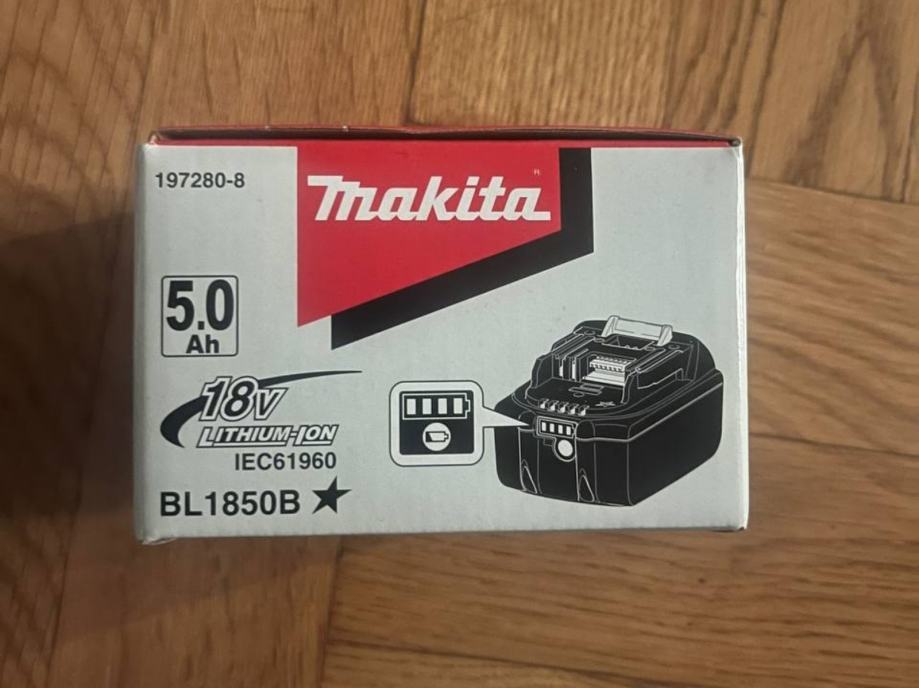 197280-8
makita
R
5.0
Ah
18V
LITHIUM-ION
IEC61960
BL1850B ★